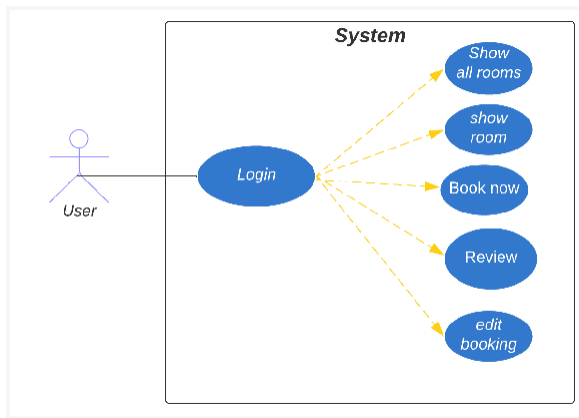 System
Show
all rooms
show
room
Login
Book now
User
Review
edit
booking